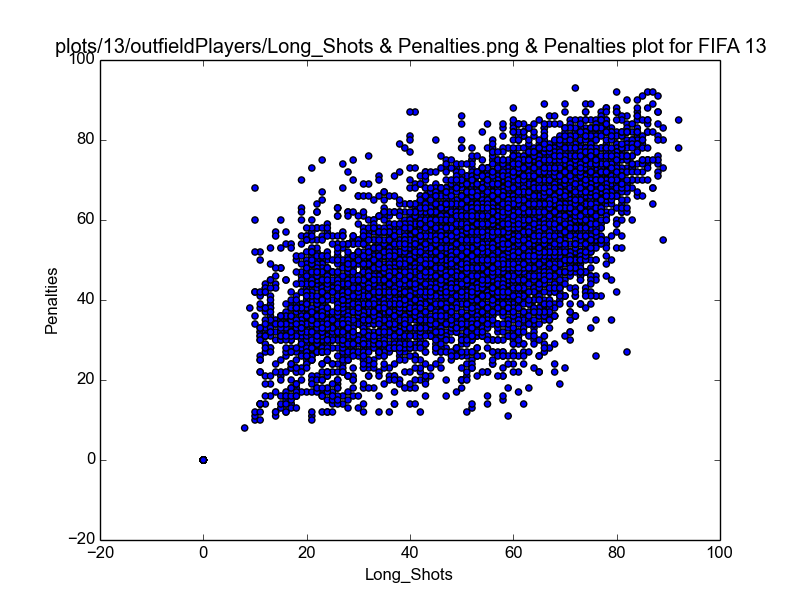 plots/13/outfieldPlayers/Long_Shots & Penalties.png & Penalties plot for FIFA 13
100
80
60
40
20
0
−20
Penalties
−20 0 20 40 60 80 100
Long_Shots